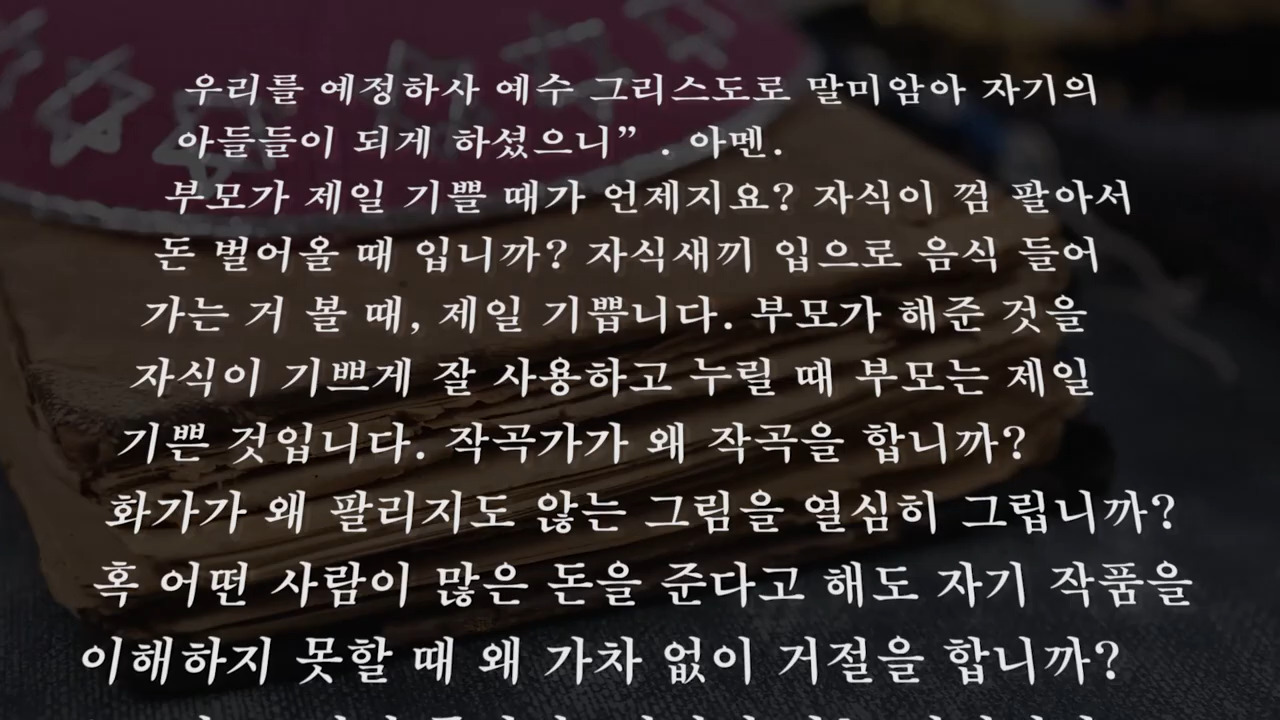 우리를 예정하사 예수 그리스도로 말미암아 자기의
아들들이 되게 하셨으니” . 아멘.
부모가 제일 기쁠 때가 언제지요? 자식이 껌 팔아서
돈 벌어올 때 입니까? 자식새끼 입으로 음식 들어
가는 거 볼 때, 제일 기쁩니다. 부모가 해준 것을
자식이 기쁘게 잘 사용하고 누릴 때 부모는 제일
기쁜 것입니다. 작곡가가 왜 작곡을 합니까?
화가가 왜 팔리지도 않는 그림을 열심히 그립니까?
혹 어떤 사람이 많은 돈을 준다고 해도 자기 작품을
이해하지 못할 때 왜 가차 없이 거절을 합니까?